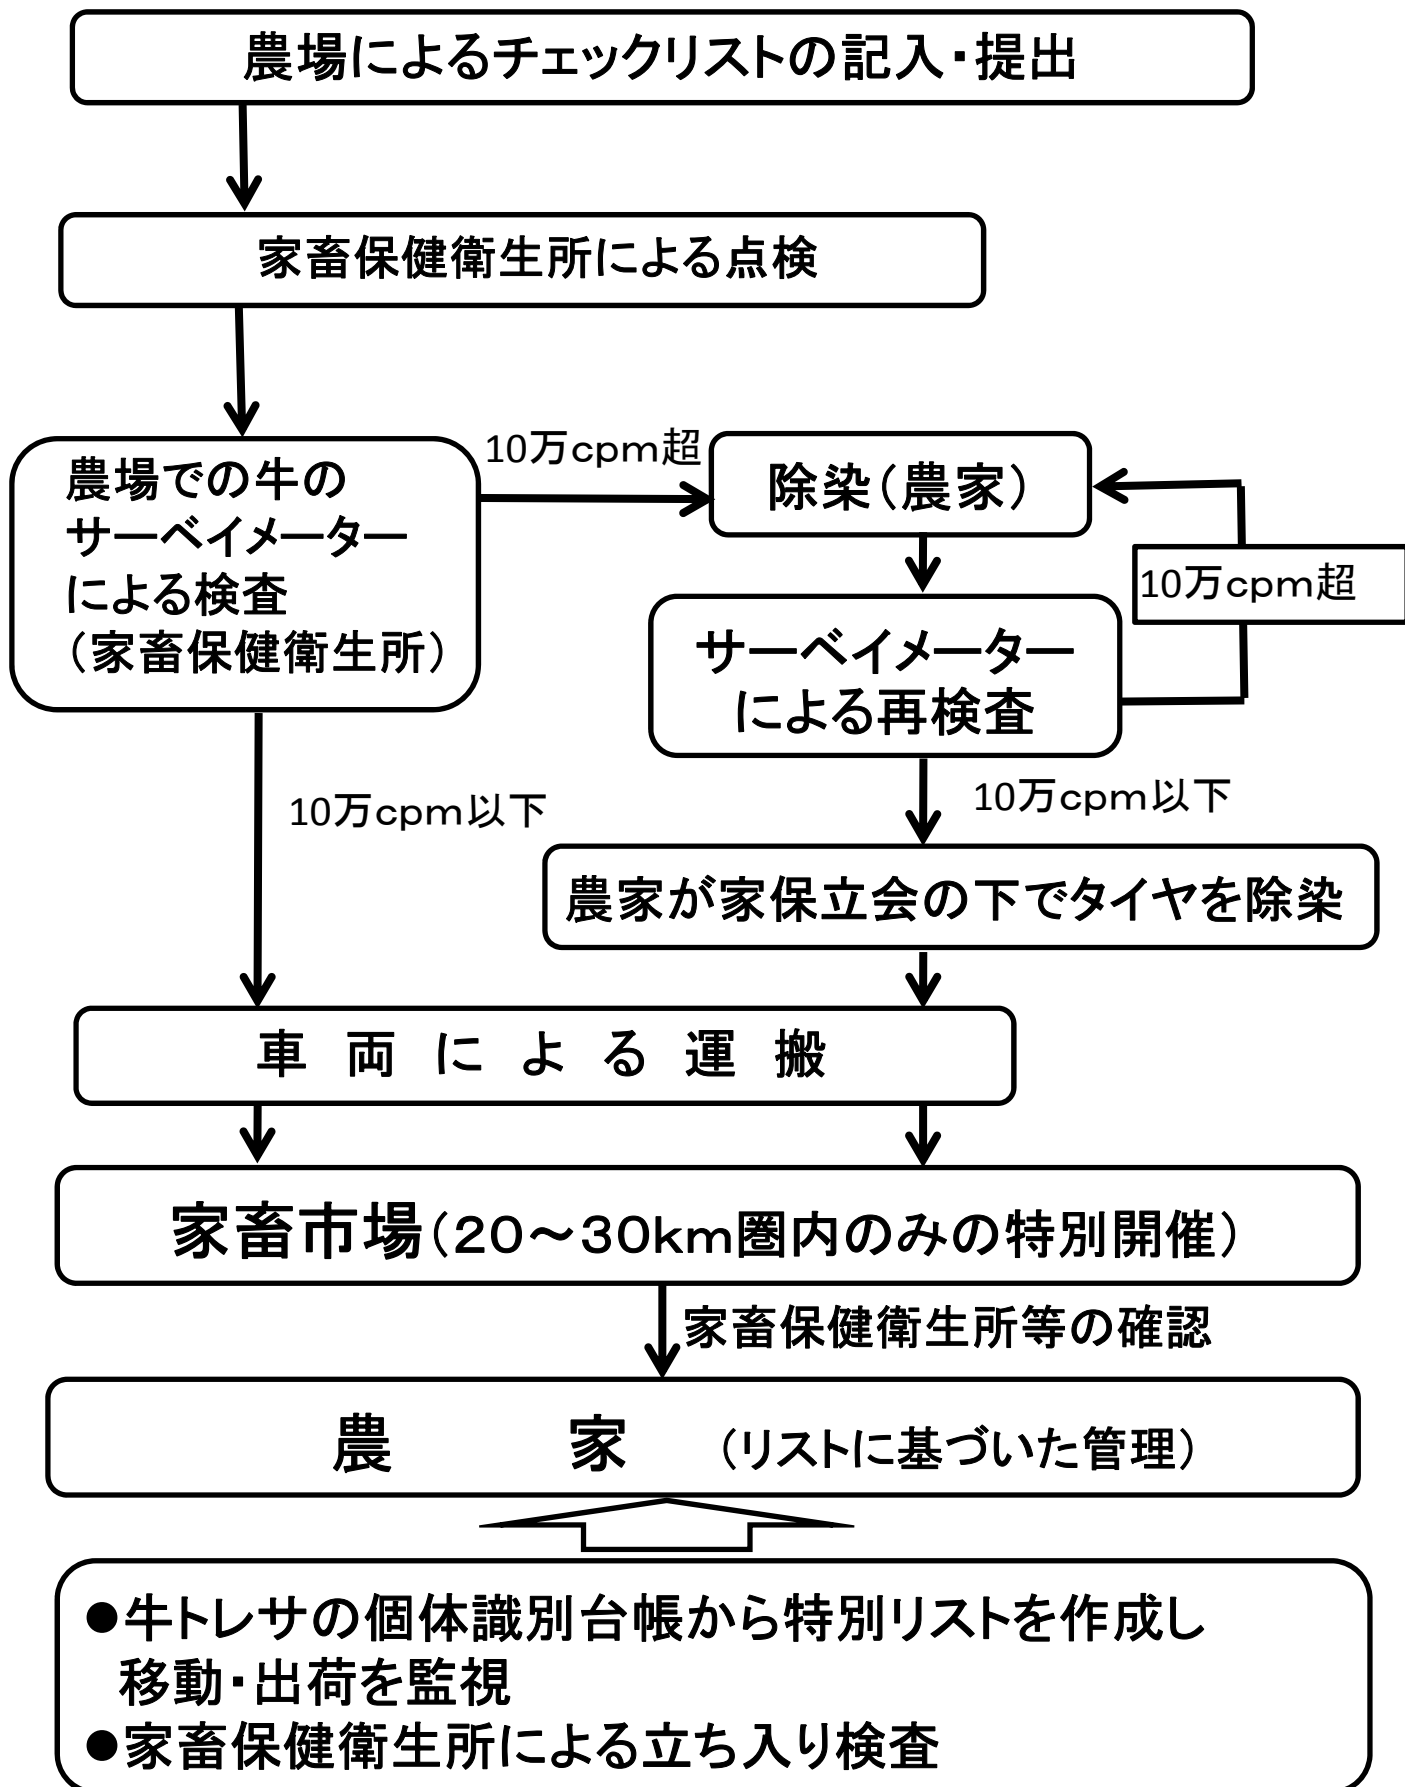 農場によるチェックリストの記入・提出
家畜保健衛生所による点検
農場での牛の
サーベイメーター
による検査
（家畜保健衛生所）
10万cpm超
除染（農家）
10万cpm超
サーベイメーター
による再検査
10万cpm以下
10万cpm以下
農家が家保立会の下でタイヤを除染
車両による運搬
家畜市場（20～30km圏内のみの特別開催）
家畜保健衛生所等の確認
農家（リストに基づいた管理）
●牛トレサの個体識別台帳から特別リストを作成し
移動・出荷を監視
●家畜保健衛生所による立ち入り検査